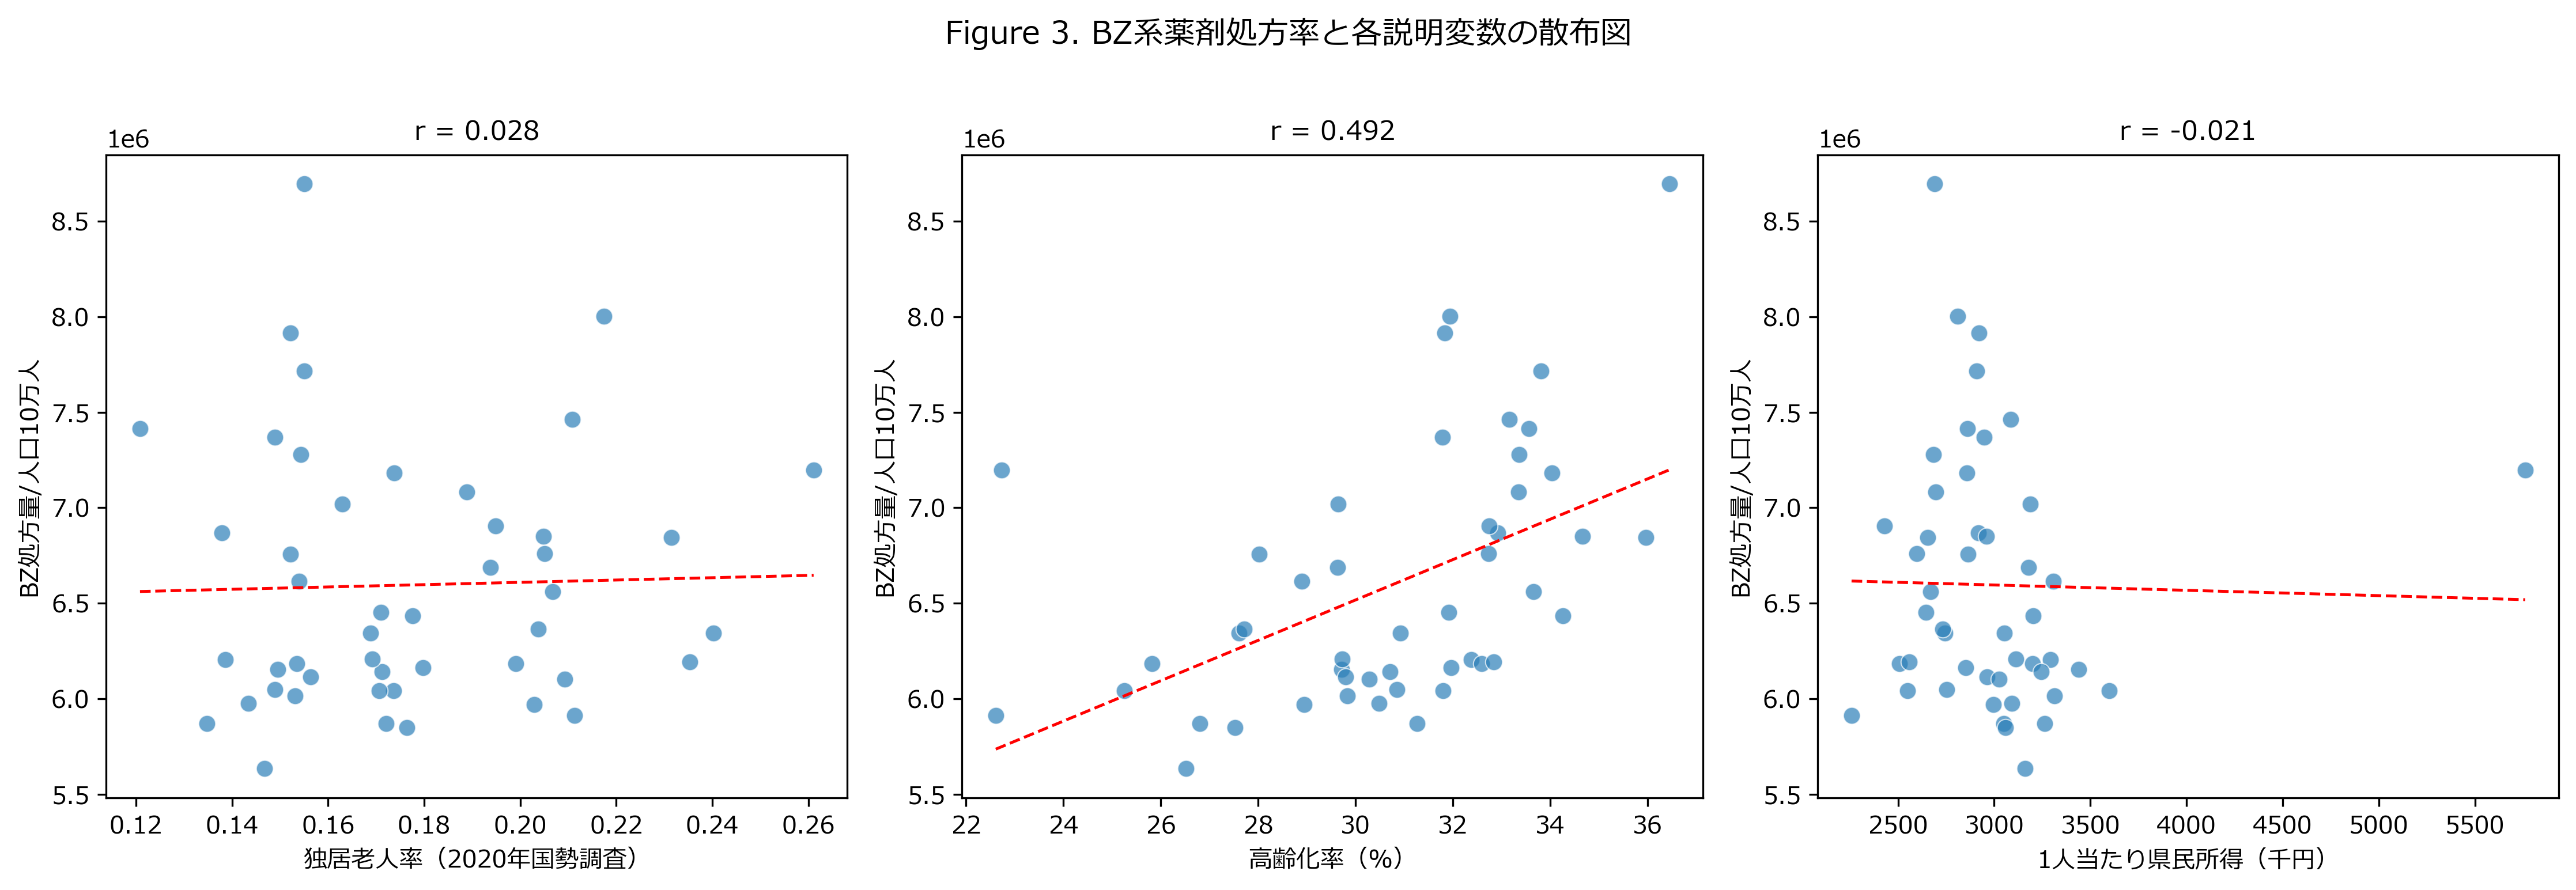 Figure 3. BZ系薬剤処方率と各説明変数の散布図
r = 0.028
1e6
8.5
8.0
7.5
7.0
6.5
6.0
5.5
BZ処方量/人口10万人
0.12 0.14 0.16 0.18 0.20 0.22 0.24 0.26
独居老人率（2020年国勢調査）
r = 0.492
1e6
8.5
8.0
7.5
7.0
6.5
6.0
5.5
BZ処方量/人口10万人
22 24 26 28 30 32 34 36
高齢化率（%）
r = -0.021
1e6
8.5
8.0
7.5
7.0
6.5
6.0
5.5
BZ処方量/人口10万人
2500 3000 3500 4000 4500 5000 5500
1人当たり県民所得（千円）